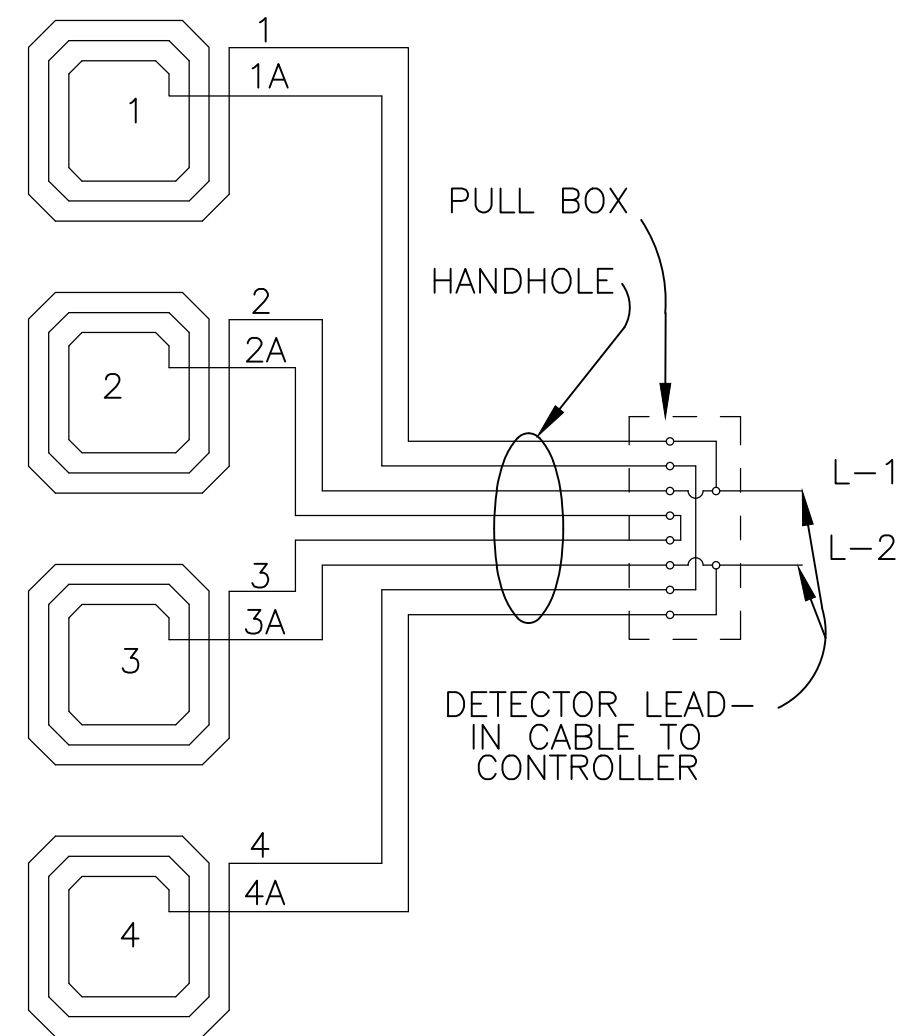 1
1A
1
PULL BOX
HANDHOLE
2
2A
2
L-1
L-2
3
3A
3
DETECTOR LEAD-
IN CABLE TO
CONTROLLER
4
4A
4